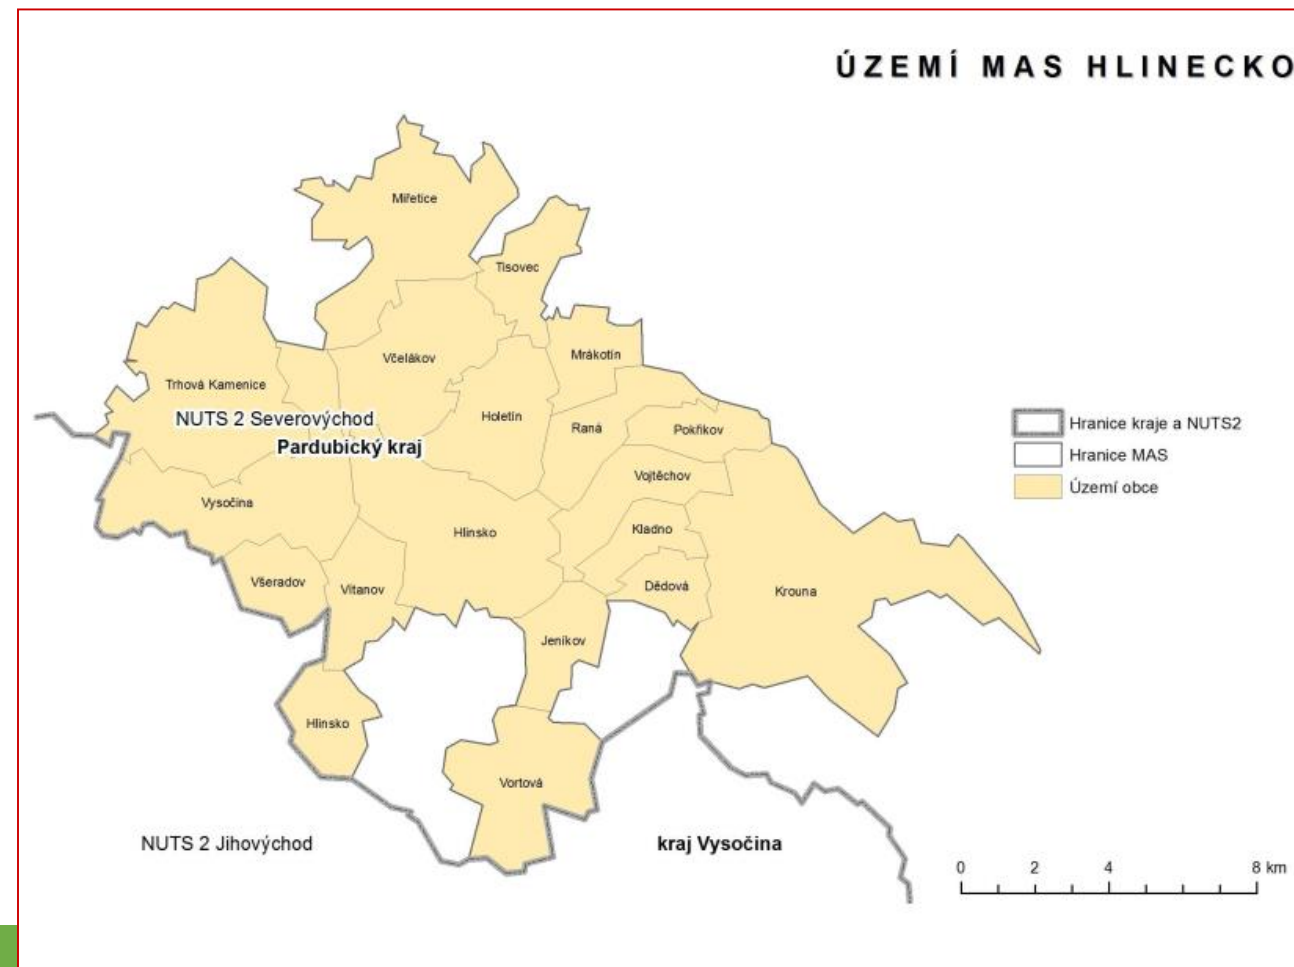 ÚZEMÍ MAS HLINECKO
Miřetice
Tisovec
Včelákov
Mrákotín
Trhová Kamenice
Holetín
NUTS 2 Severovýchod
Raná
Pokřikov
Pardubický kraj
Vojtěchov
Vysočina
Hlinsko
Kladno
Všeradov
Vítanov
Dědová
Krouna
Jeníkov
Hlinsko
Vortová
NUTS 2 Jihovýchod
kraj Vysočina
Hranice kraje a NUTS2
Hranice MAS
Území obce
0 2 4 8 km